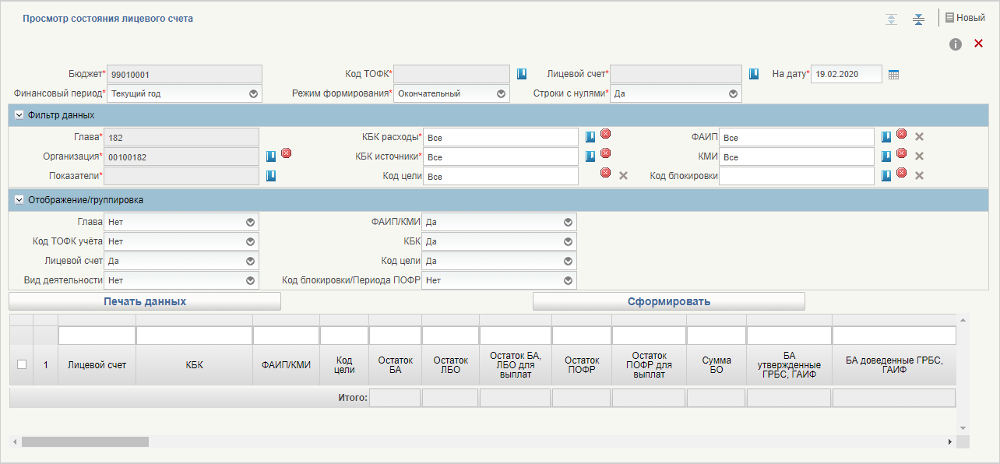 Просмотр состояния лицевого счета
Новый
Бюджет* 99010001 Код ТОФК* Лицевой счет* На дату* 19.02.2020
Финансовый период* Текущий год Режим формирования* Окончательный Строки с нулями* Да
Фильтр данных
Глава* 182 КБК расходы* Все ФАИП Все
Организация* 00100182 КБК источники* Все КМИ Все
Показатели* Код цели Все Код блокировки
Отображение/группировка
Глава Нет ФАИП/КМИ Да
Код ТОФК учёта Нет КБК Да
Лицевой счет Да Код цели Да
Вид деятельности Нет Код блокировки/Периода ПОФР Нет
Печать данных Сформировать
1 Лицевой счет КБК ФАИП/КМИ Код цели Остаток БА Остаток ЛБО Остаток БА, ЛБО для выплат Остаток ПОФР Остаток ПОФР для выплат Сумма БО БА утвержденные ГРБС, ГАИФ БА доведенные ГРБС, ГАИФ
Итого: